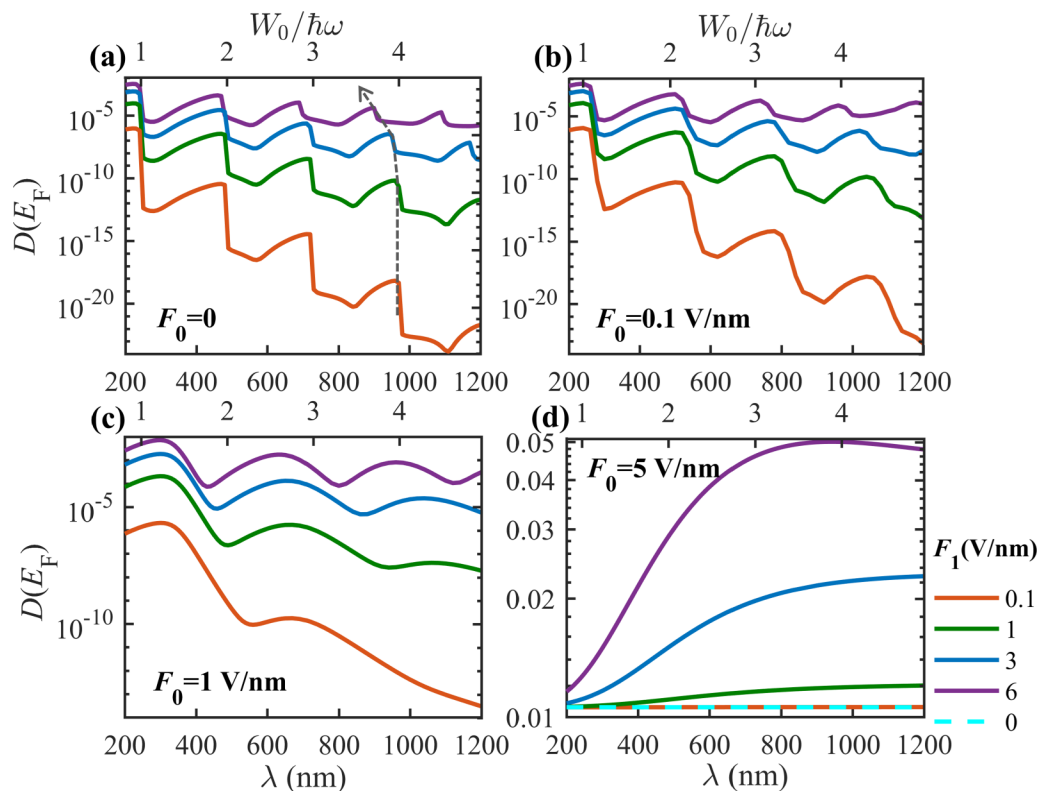 W₀/ℏω
W₀/ℏω
(a) 1 2 3 4
(b) 1 2 3 4
D(E_F)
10⁻⁵
10⁻¹⁰
10⁻¹⁵
10⁻²⁰
F₀=0
200 400 600 800 1000 1200
10⁻⁵
10⁻¹⁰
10⁻¹⁵
10⁻²⁰
F₀=0.1 V/nm
200 400 600 800 1000 1200
(c) 1 2 3 4
(d) 1 2 3 4
D(E_F)
10⁻⁵
10⁻¹⁰
F₀=1 V/nm
200 400 600 800 1000 1200
λ (nm)
0.05
0.04
0.02
0.01
F₀=5 V/nm
200 400 600 800 1000 1200
λ (nm)
F₁(V/nm)
0.1
1
3
6
0